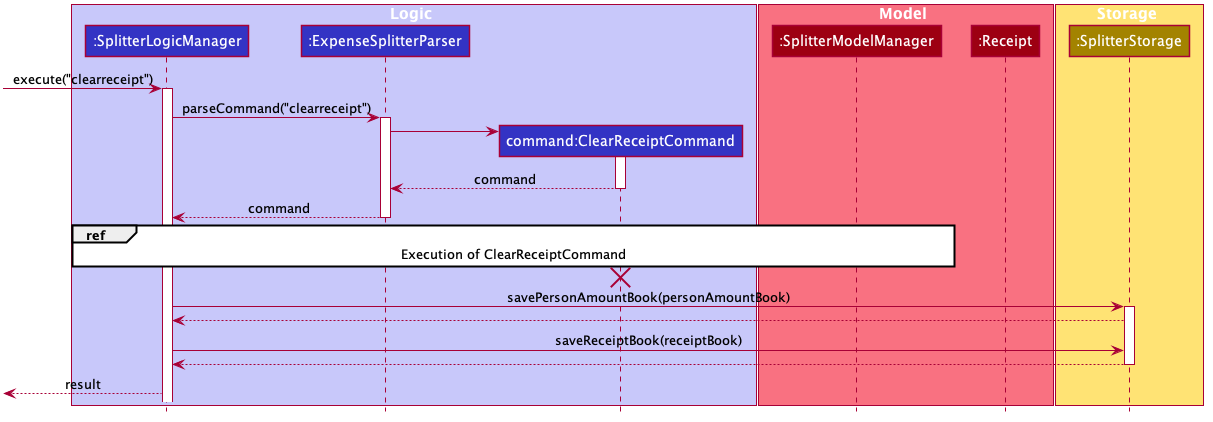 Logic
Model
Storage
:SplitterLogicManager
:ExpenseSplitterParser
:SplitterModelManager
:Receipt
:SplitterStorage
execute("clearreceipt")
parseCommand("clearreceipt")
command:ClearReceiptCommand
command
command
ref
Execution of ClearReceiptCommand
savePersonAmountBook(personAmountBook)
saveReceiptBook(receiptBook)
result